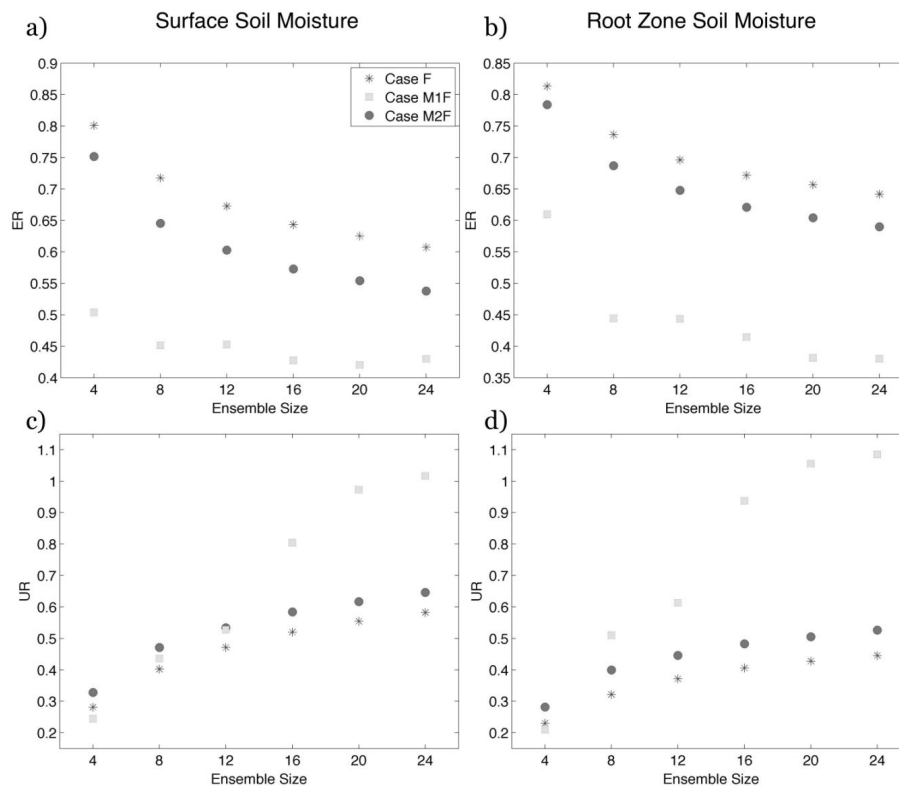 Surface Soil Moisture
Root Zone Soil Moisture
a)
0.9
0.85
0.8
0.75
0.7
0.65
0.6
0.55
0.5
0.45
0.4
ER
4 8 12 16 20 24
Ensemble Size
Case F
Case M1F
Case M2F
b)
0.85
0.8
0.75
0.7
0.65
0.6
0.55
0.5
0.45
0.4
0.35
ER
4 8 12 16 20 24
Ensemble Size
c)
1.1
1
0.9
0.8
0.7
0.6
0.5
0.4
0.3
0.2
UR
4 8 12 16 20 24
Ensemble Size
d)
1.1
1
0.9
0.8
0.7
0.6
0.5
0.4
0.3
0.2
UR
4 8 12 16 20 24
Ensemble Size